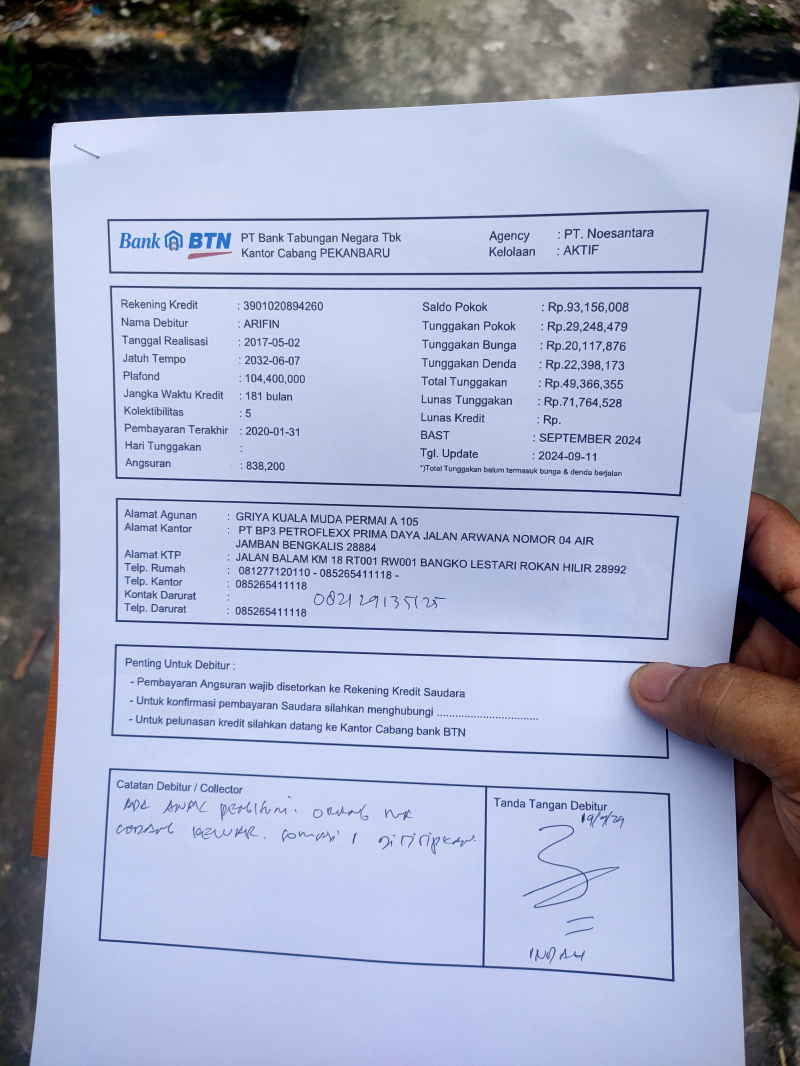 Bank BTN PT Bank Tabungan Negara Tbk
Kantor Cabang PEKANBARU
Agency : PT. Noesantara
Kelolaan : AKTIF
Rekening Kredit : 3901020894260
Nama Debitur : ARIFIN
Tanggal Realisasi : 2017-05-02
Jatuh Tempo : 2032-06-07
Plafond : 104,400,000
Jangka Waktu Kredit : 181 bulan
Kolektibilitas : 5
Pembayaran Terakhir : 2020-01-31
Hari Tunggakan :
Angsuran : 838,200
Saldo Pokok : Rp.93,156,008
Tunggakan Pokok : Rp.29,248,479
Tunggakan Bunga : Rp.20,117,876
Tunggakan Denda : Rp.22,398,173
Total Tunggakan : Rp.49,366,355
Lunas Tunggakan : Rp.71,764,528
Lunas Kredit : Rp.
BAST : SEPTEMBER 2024
Tgl. Update : 2024-09-11
*)Total Tunggakan belum termasuk bunga & denda berjalan
Alamat Agunan : GRIYA KUALA MUDA PERMAI A 105
Alamat Kantor : PT BP3 PETROFLEXX PRIMA DAYA JALAN ARWANA NOMOR 04 AIR
JAMBAN BENGKALIS 28884
Alamat KTP : JALAN BALAM KM 18 RT001 RW001 BANGKO LESTARI ROKAN HILIR 28992
Telp. Rumah : 081277120110 - 085265411118 -
Telp. Kantor : 085265411118
Kontak Darurat : 082129135125
Telp. Darurat : 085265411118
Penting Untuk Debitur :
- Pembayaran Angsuran wajib disetorkan ke Rekening Kredit Saudara
- Untuk konfirmasi pembayaran Saudara silahkan menghubungi ................................
- Untuk pelunasan kredit silahkan datang ke Kantor Cabang bank BTN
Catatan Debitur / Collector
ADA ANAK PENGHUNI. ORANG
KELUAR. Somasi 1 DiTiTipkan.
Tanda Tangan Debitur
INDAH